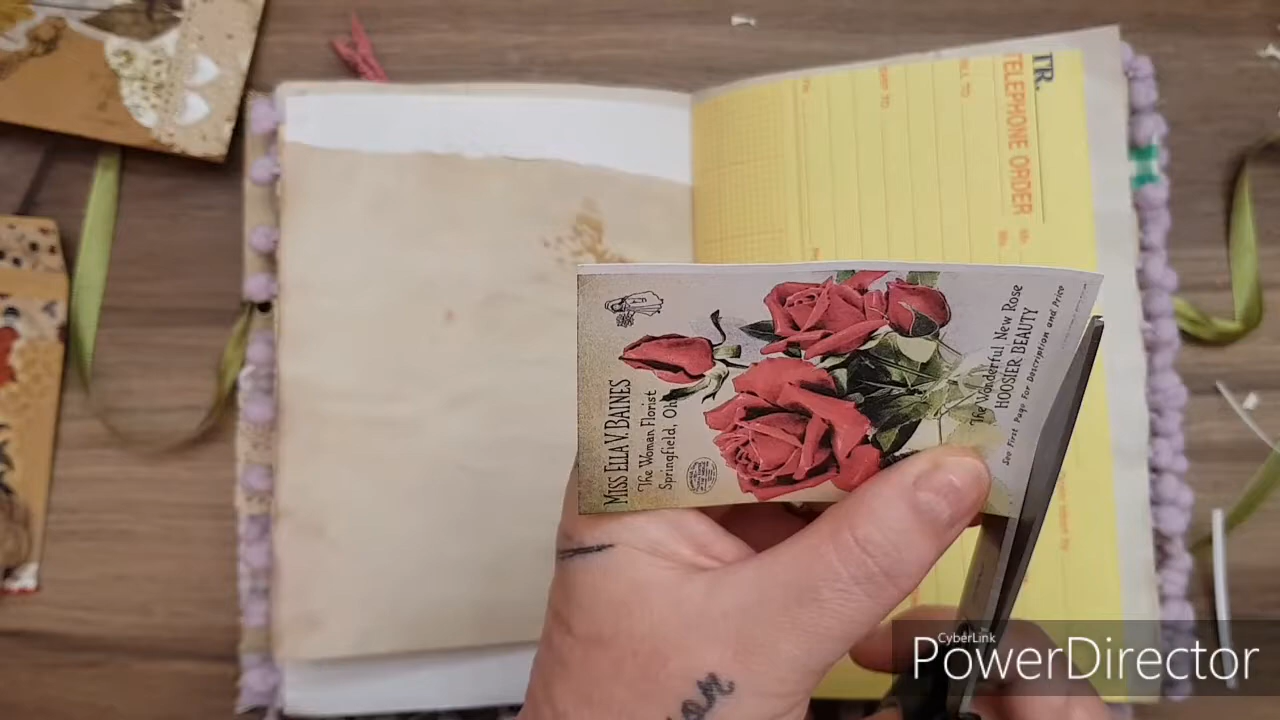 TR.
TELEPHONE ORDER
MISS ELLA V. BAINES
The Woman Florist
Springfield, Oh
The Wonderful New Rose
HOOSIER BEAUTY
See First Page For Description and Price
CyberLink
PowerDirector